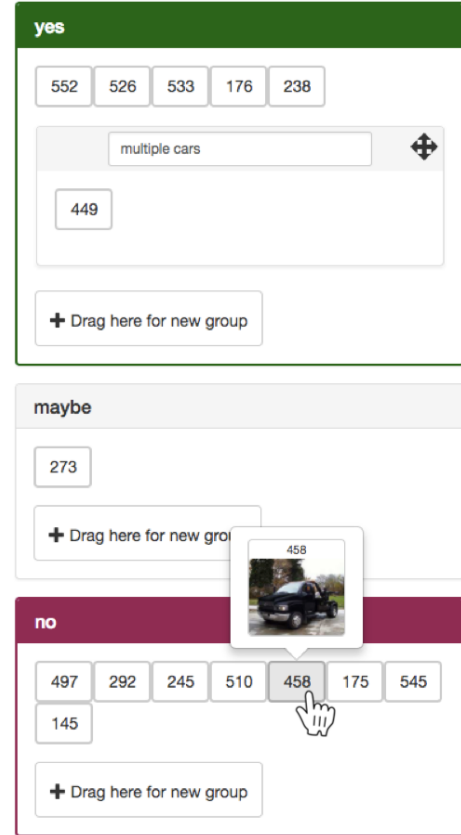 yes
552 526 533 176 238
multiple cars
449
Drag here for new group
maybe
273
Drag here for new grou
458
no
497 292 245 510 458 175 545
145
Drag here for new group